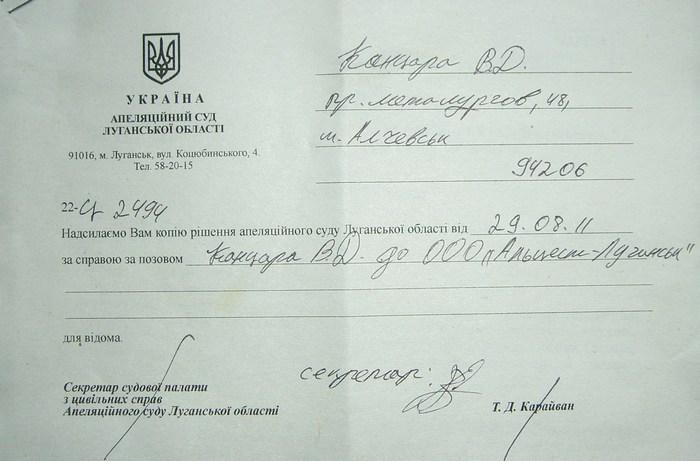 УКРАЇНА
АПЕЛЯЦІЙНИЙ СУД
ЛУГАНСЬКОЇ ОБЛАСТІ
91016, м. Луганськ, вул. Коцюбинського, 4.
Тел. 58-20-15
Канцара В.Д.
пр. металургов, 48,
м. Алчевськ
94206
22-ц 2494
Надсилаємо Вам копію рішення апеляційного суду Луганської області від 29.08.11
за справою за позовом Канцара В.Д. до ООО
для відома.
Секретар судової палати
з цивільних справ
Апеляційного суду Луганської області
секретар:
Т. Д. Карайван